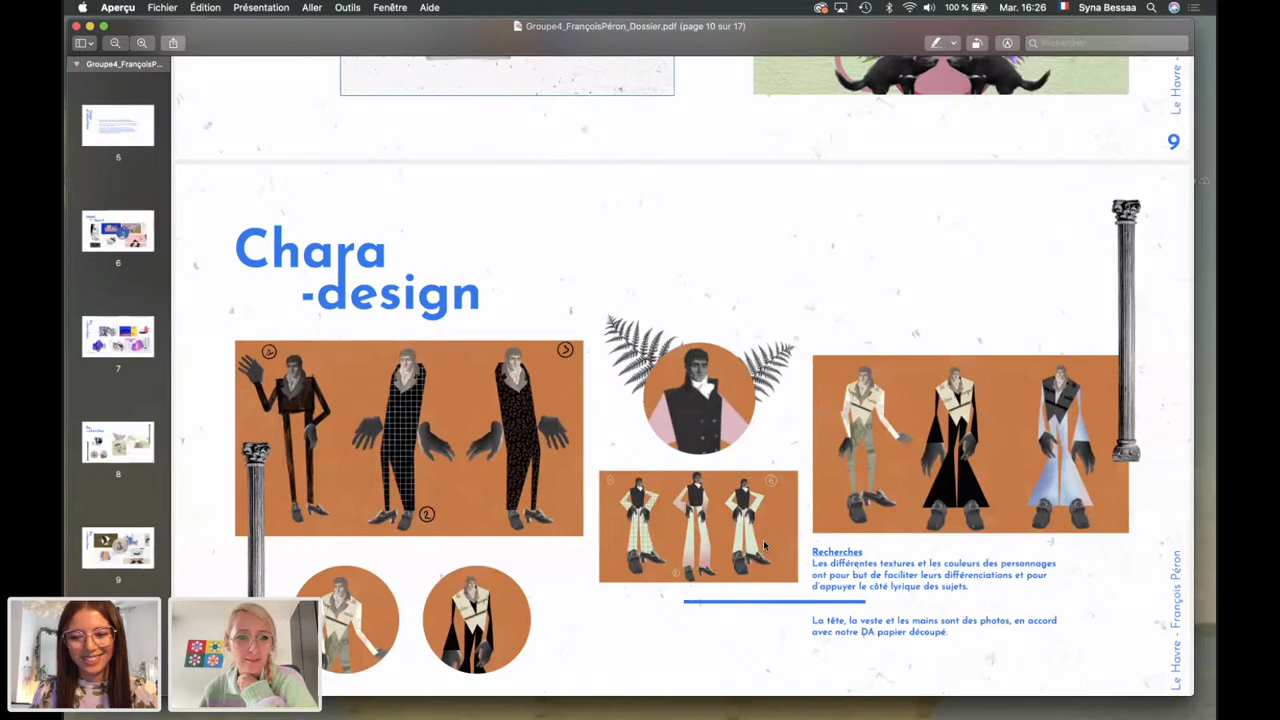 Aperçu Fichier Édition Présentation Aller Outils Fenêtre Aide
100 % Mar. 16:26 Syna Bessaa
Groupe4_FrançoisPéron_Dossier.pdf (page 10 sur 17)
Rechercher
Groupe4_FrançoisP...
5
6
7
8
9
Le Havre -
9
Chara
-design
3
2
Recherches
Les différentes textures et les couleurs des personnages
ont pour but de faciliter leurs différenciations et pour
d'appuyer le côté lyrique des sujets.
La tête, la veste et les mains sont des photos, en accord
avec notre DA papier découpé.
Le Havre - François Péron